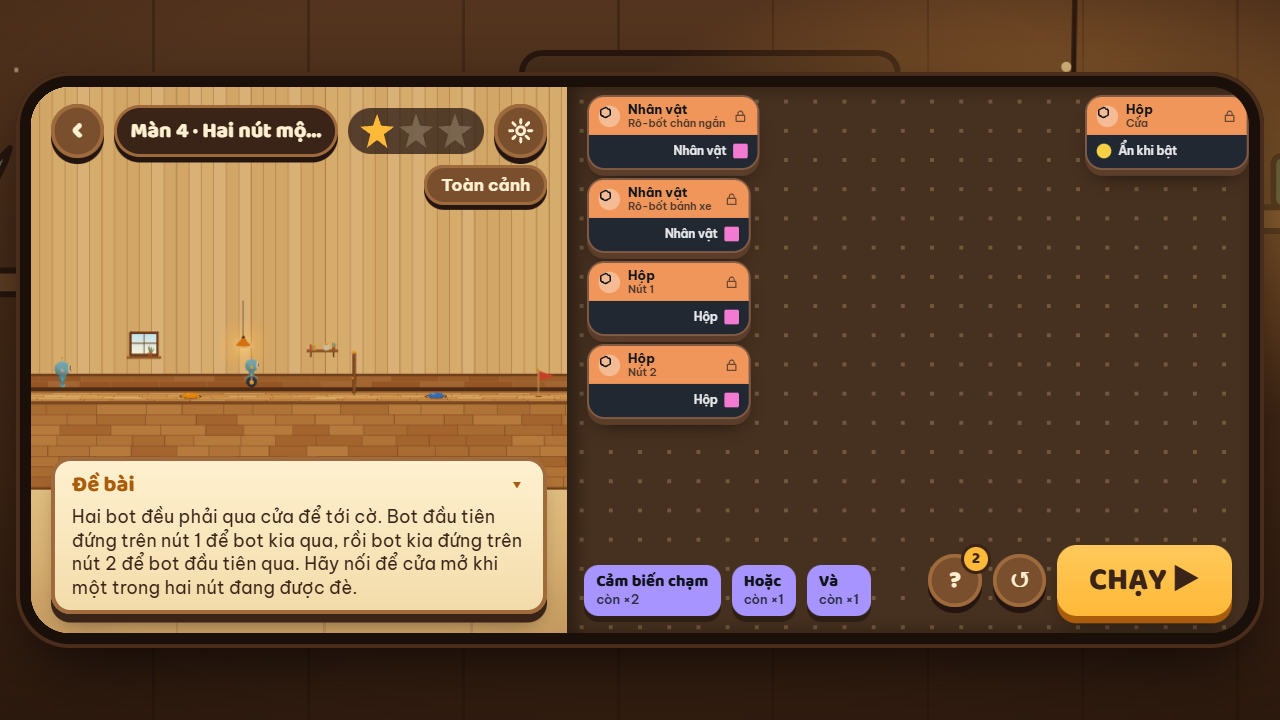 Màn 4 · Hai nút mộ...
Toàn cảnh
Đề bài
Hai bot đều phải qua cửa để tới cờ. Bot đầu tiên
đứng trên nút 1 để bot kia qua, rồi bot kia đứng trên
nút 2 để bot đầu tiên qua. Hãy nối để cửa mở khi
một trong hai nút đang được đè.
Nhân vật
Rô-bốt chân ngắn
Nhân vật
Nhân vật
Rô-bốt bánh xe
Nhân vật
Hộp
Nút 1
Hộp
Hộp
Nút 2
Hộp
Hộp
Cửa
Ẩn khi bật
Cảm biến chạm
còn ×2
Hoặc
còn ×1
Và
còn ×1
?
2
CHẠY